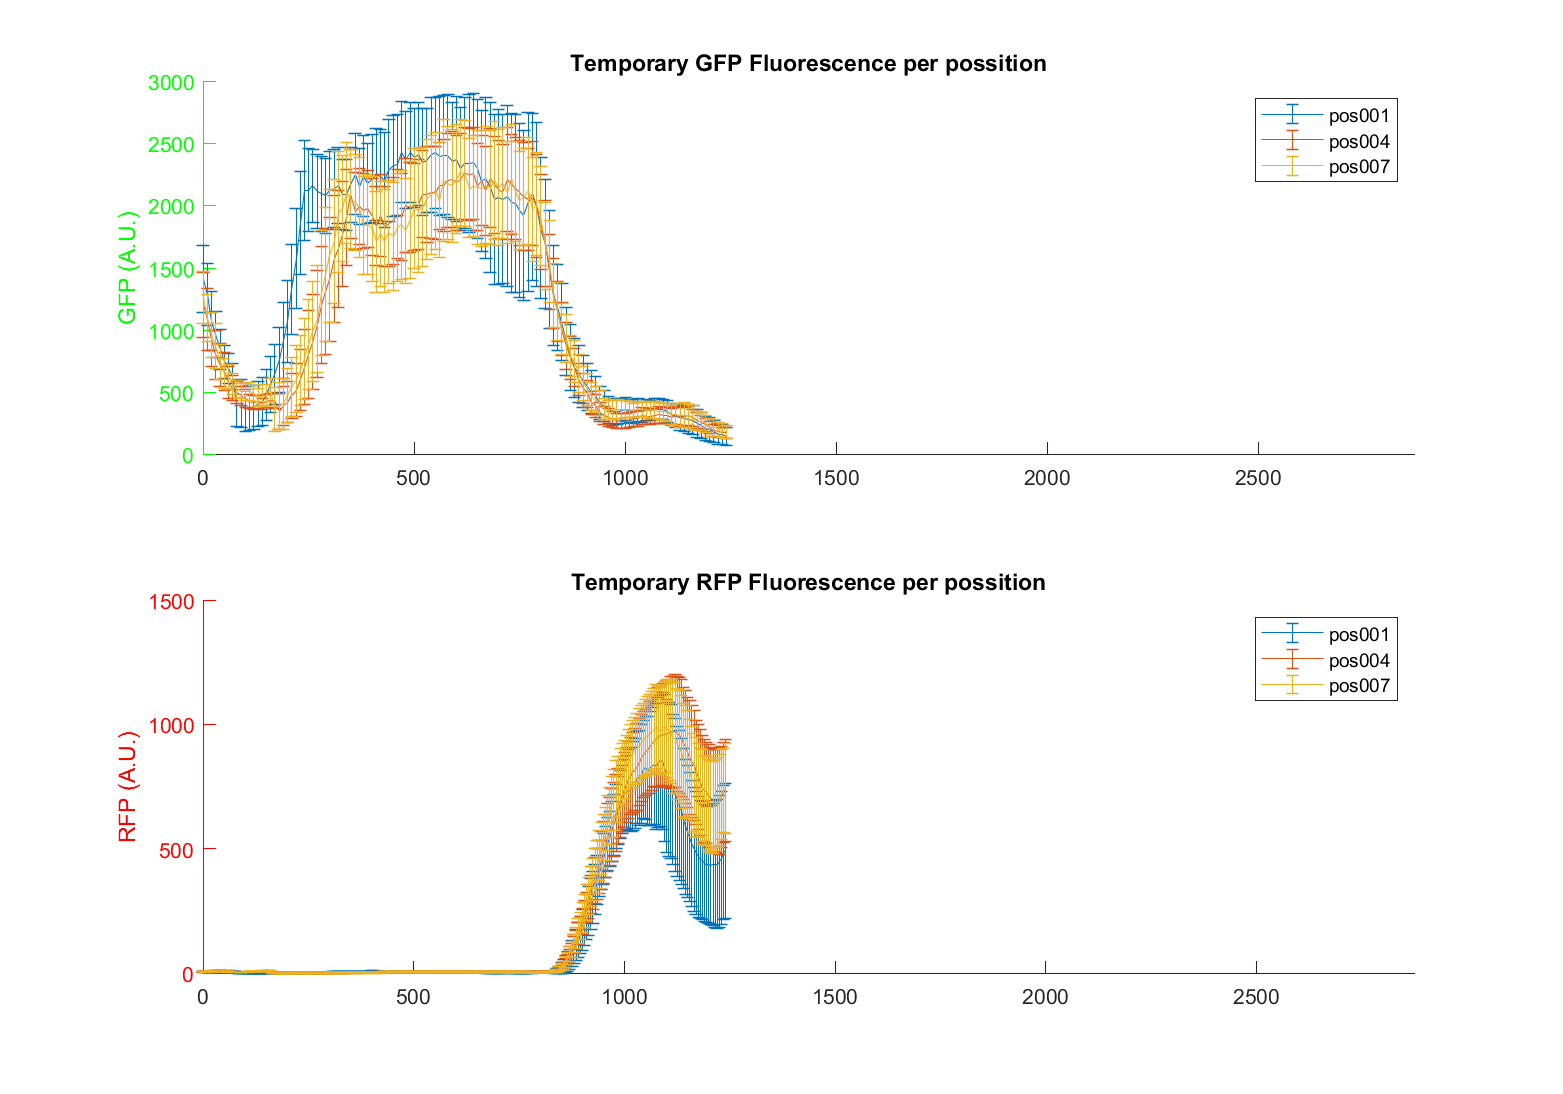 Temporary GFP Fluorescence per possition
3000
2500
2000
1500
1000
500
0
GFP (A.U.)
0 500 1000 1500 2000 2500
pos001
pos004
pos007
Temporary RFP Fluorescence per possition
1500
1000
500
0
RFP (A.U.)
0 500 1000 1500 2000 2500
pos001
pos004
pos007